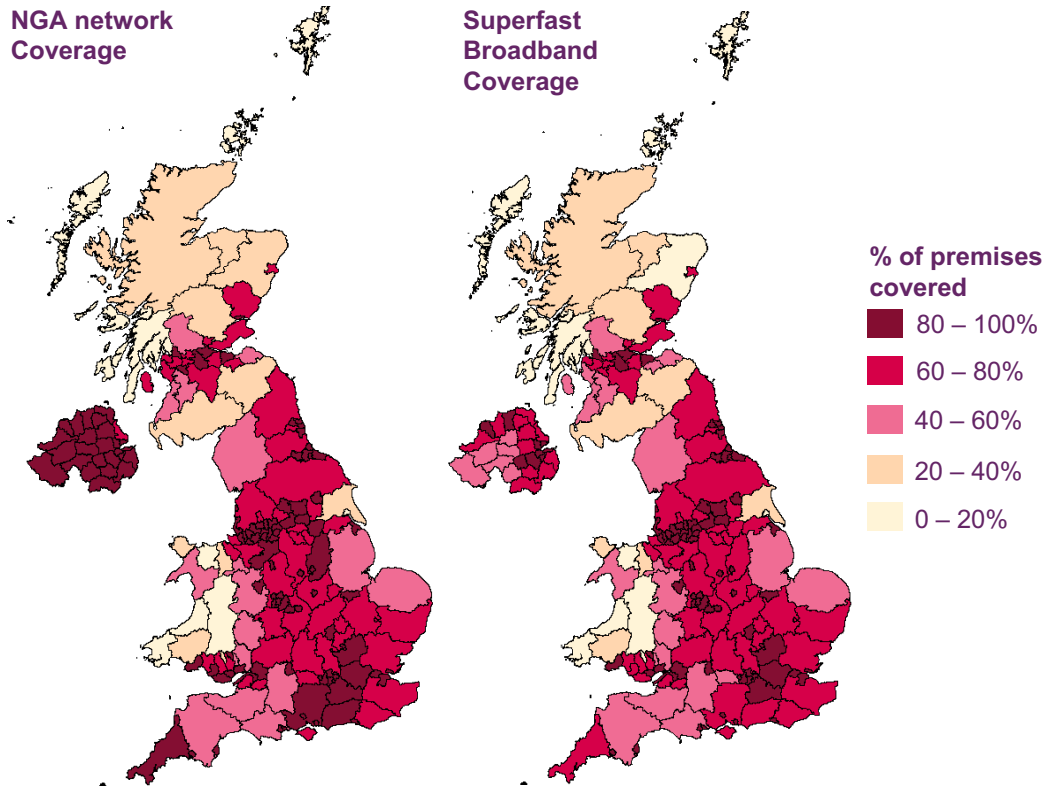 NGA network
Coverage
Superfast
Broadband
Coverage
% of premises
covered
80 – 100%
60 – 80%
40 – 60%
20 – 40%
0 – 20%